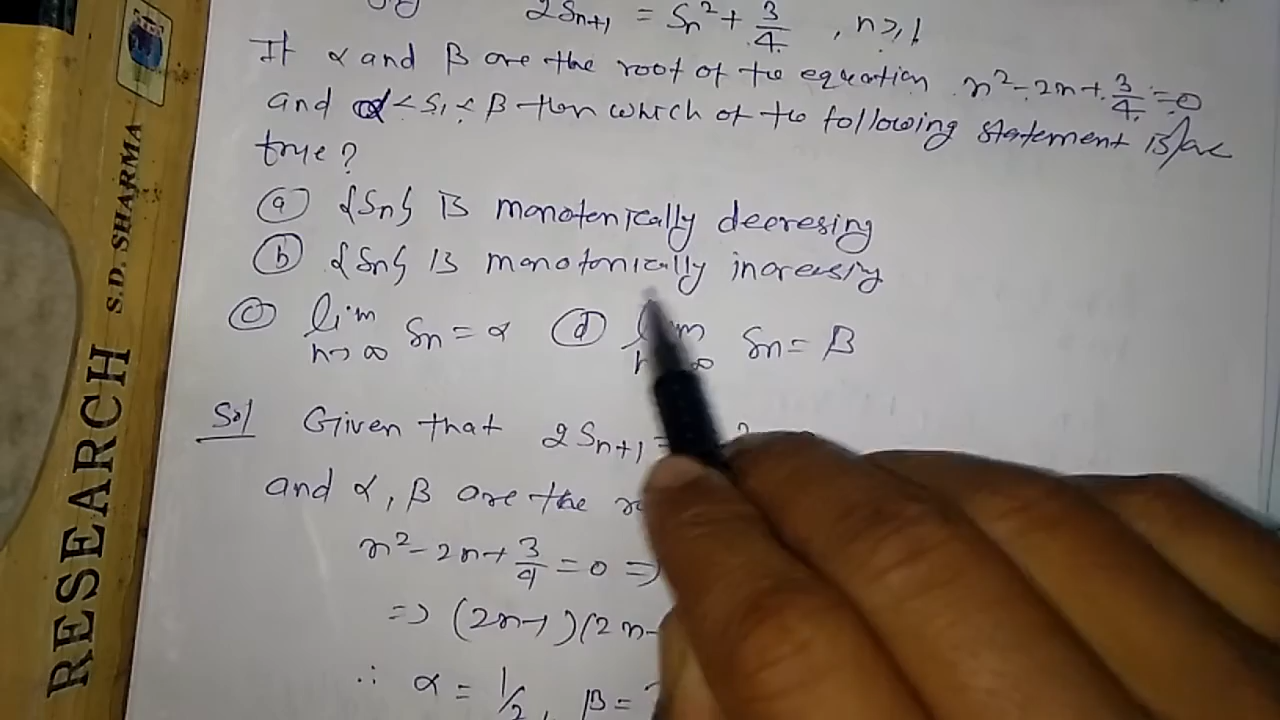 2Sn+1 = Sn² + 3/4 , n≥1
If α and β are the root of the equation x²-2x+3/4=0
and α < S1 < β then which of the following statement is/are
true?
(a) {Sn} is monotonically decresing
(b) {Sn} is monotonically increasing
(c) lim n→∞ Sn = α (d) lim Sn = β
Sol Given that 2Sn+1 =
and α, β are the
x²-2x+3/4=0 =>
=> (2x-1)(2x-
∴ α = 1/2, β =
RESEARCH S.D. SHARMA